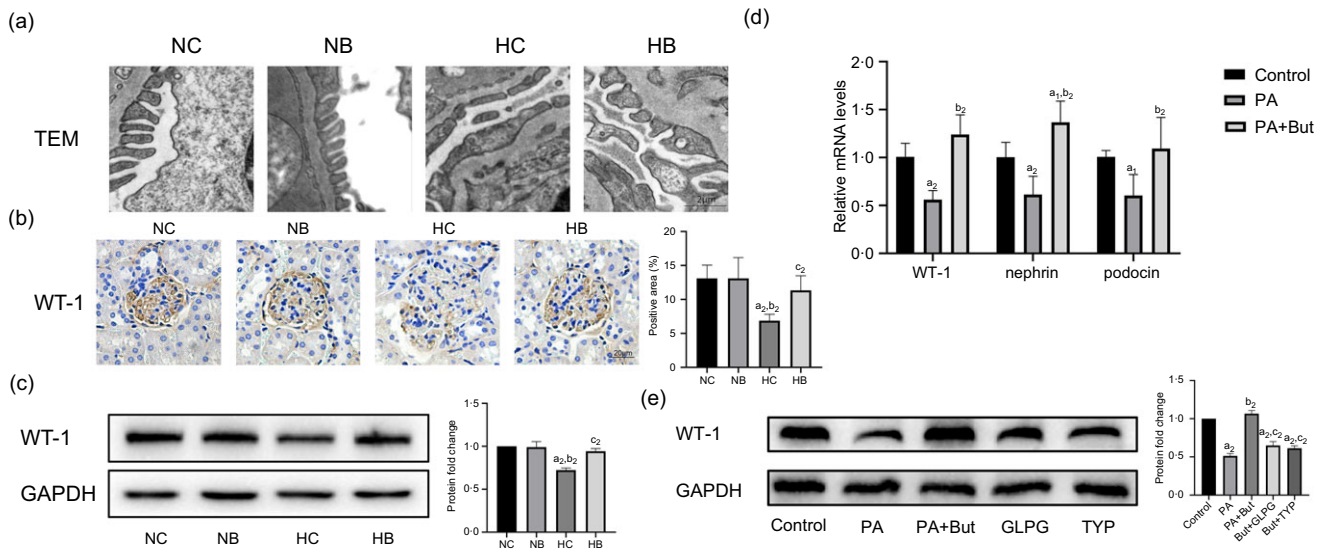 (a)
NC NB HC HB
TEM
2μm
(b)
NC NB HC HB
WT-1
20μm
Positive area (%)
20
15
10
5
0
a2,b2
c2
NC NB HC HB
(c)
WT-1
GAPDH
NC NB HC HB
Protein fold change
1·5
1·0
0·5
0·0
a2,b2
c2
NC NB HC HB
(d)
Relative mRNA levels
2·0
1·5
1·0
0·5
0·0
a2
b2
a2
a1,b2
a1
b2
WT-1 nephrin podocin
Control
PA
PA+But
(e)
WT-1
GAPDH
Control PA PA+But GLPG TYP
Protein fold change
1·5
1·0
0·5
0·0
a2
b2
a2,c2
a2,c2
Control
PA
PA+But
But+GLPG
But+TYP